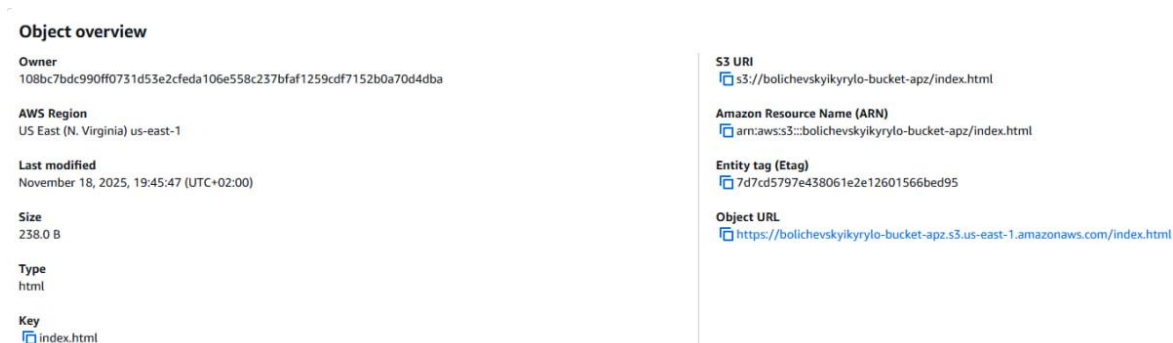 Object overview
Owner
108bc7bdc990ff0731d53e2cfeda106e558c237bfaf1259cdf7152b0a70d4dba
AWS Region
US East (N. Virginia) us-east-1
Last modified
November 18, 2025, 19:45:47 (UTC+02:00)
Size
238.0 B
Type
html
Key
index.html
S3 URI
s3://bolichevskyikyrylo-bucket-apz/index.html
Amazon Resource Name (ARN)
arn:aws:s3:::bolichevskyikyrylo-bucket-apz/index.html
Entity tag (Etag)
7d7cd5797e438061e2e12601566bed95
Object URL
https://bolichevskyikyrylo-bucket-apz.s3.us-east-1.amazonaws.com/index.html